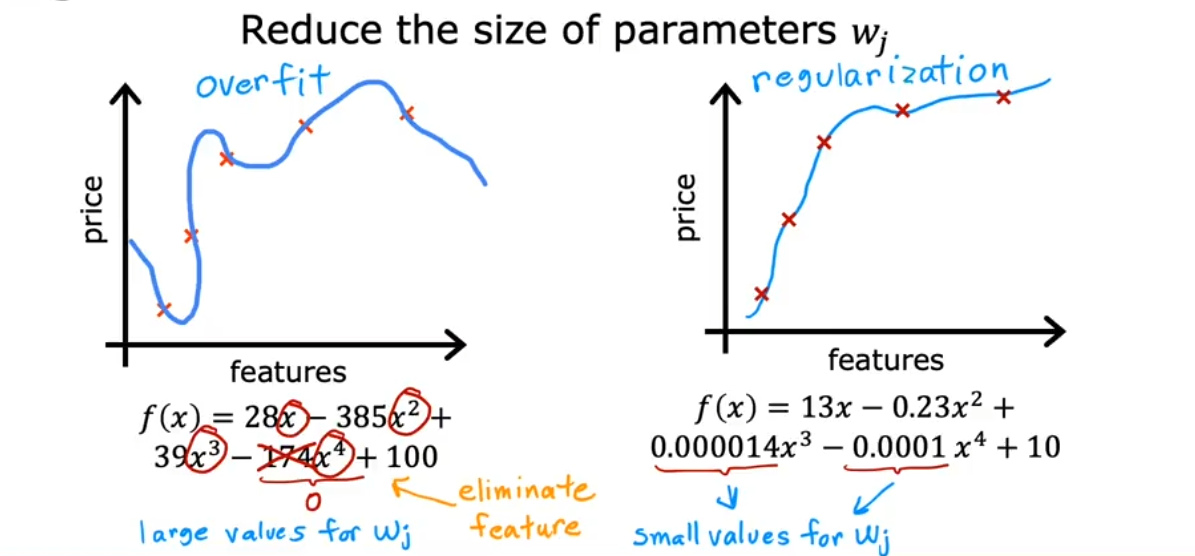 Reduce the size of parameters wⱼ
overfit
price
features
f(x) = 28x − 385x² +
39x³ − 174x⁴ + 100
0
eliminate
feature
large values for wⱼ
regularization
price
features
f(x) = 13x − 0.23x² +
0.000014x³ − 0.0001 x⁴ + 10
small values for wⱼ